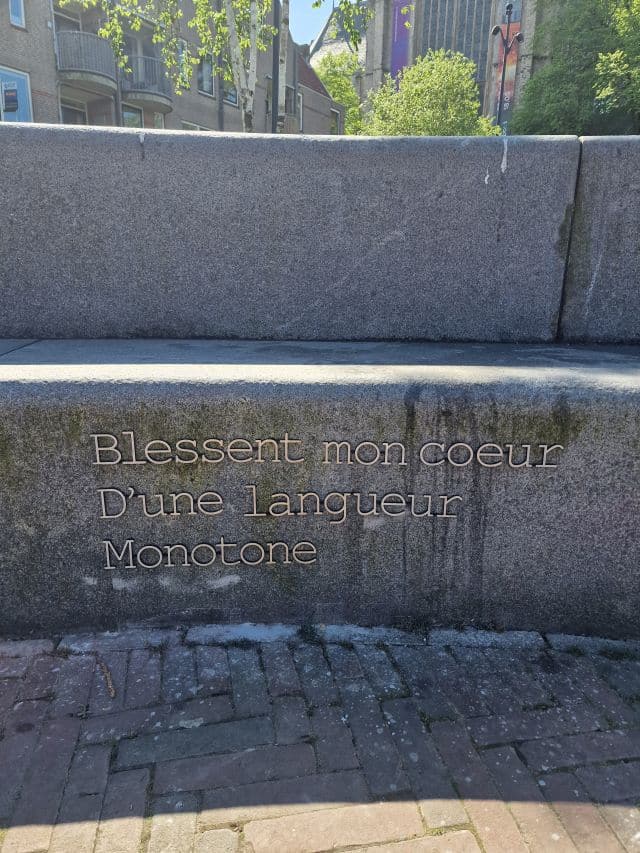 Blessent mon coeur
D'une langueur
Monotone